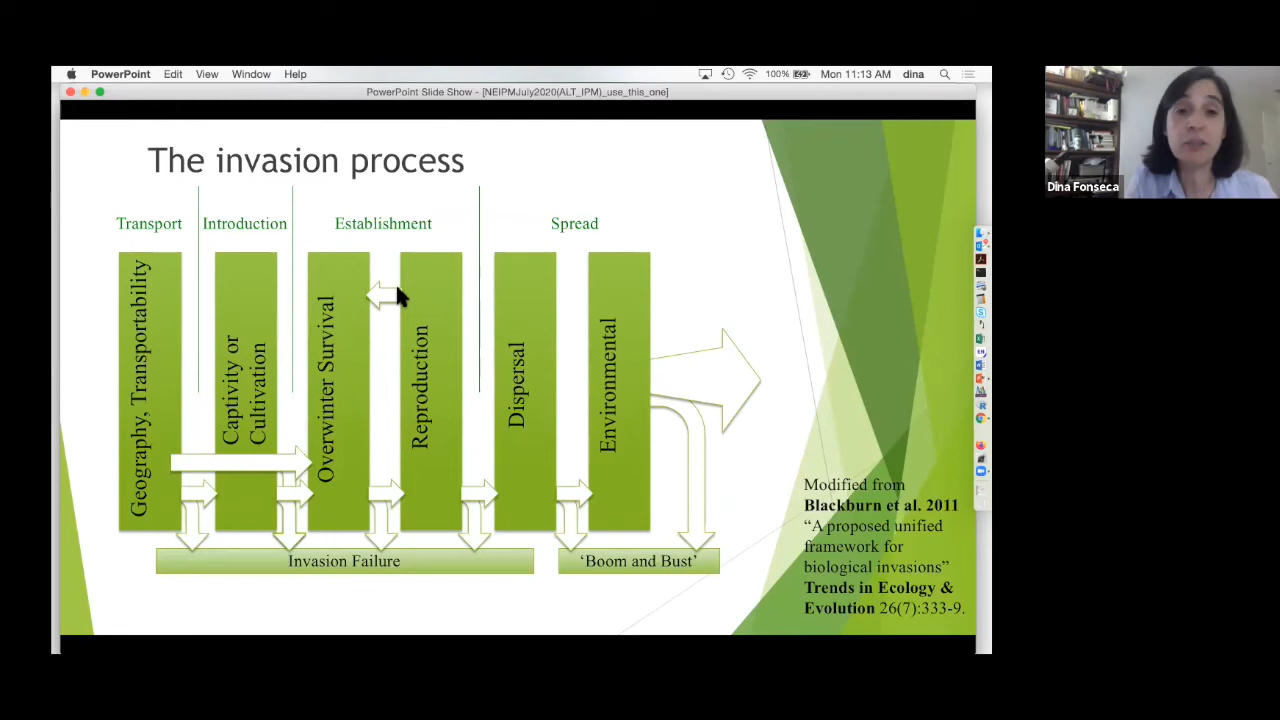 PowerPoint Edit View Window Help
100% Mon 11:13 AM dina
PowerPoint Slide Show - [NEIPMJuly2020(ALT_IPM)_use_this_one]
The invasion process
Transport Introduction Establishment Spread
Geography, Transportability
Captivity or
Cultivation
Overwinter Survival
Reproduction
Dispersal
Environmental
Invasion Failure
‘Boom and Bust’
Modified from
Blackburn et al. 2011
“A proposed unified
framework for
biological invasions”
Trends in Ecology &
Evolution 26(7):333-9.
Dina Fonseca